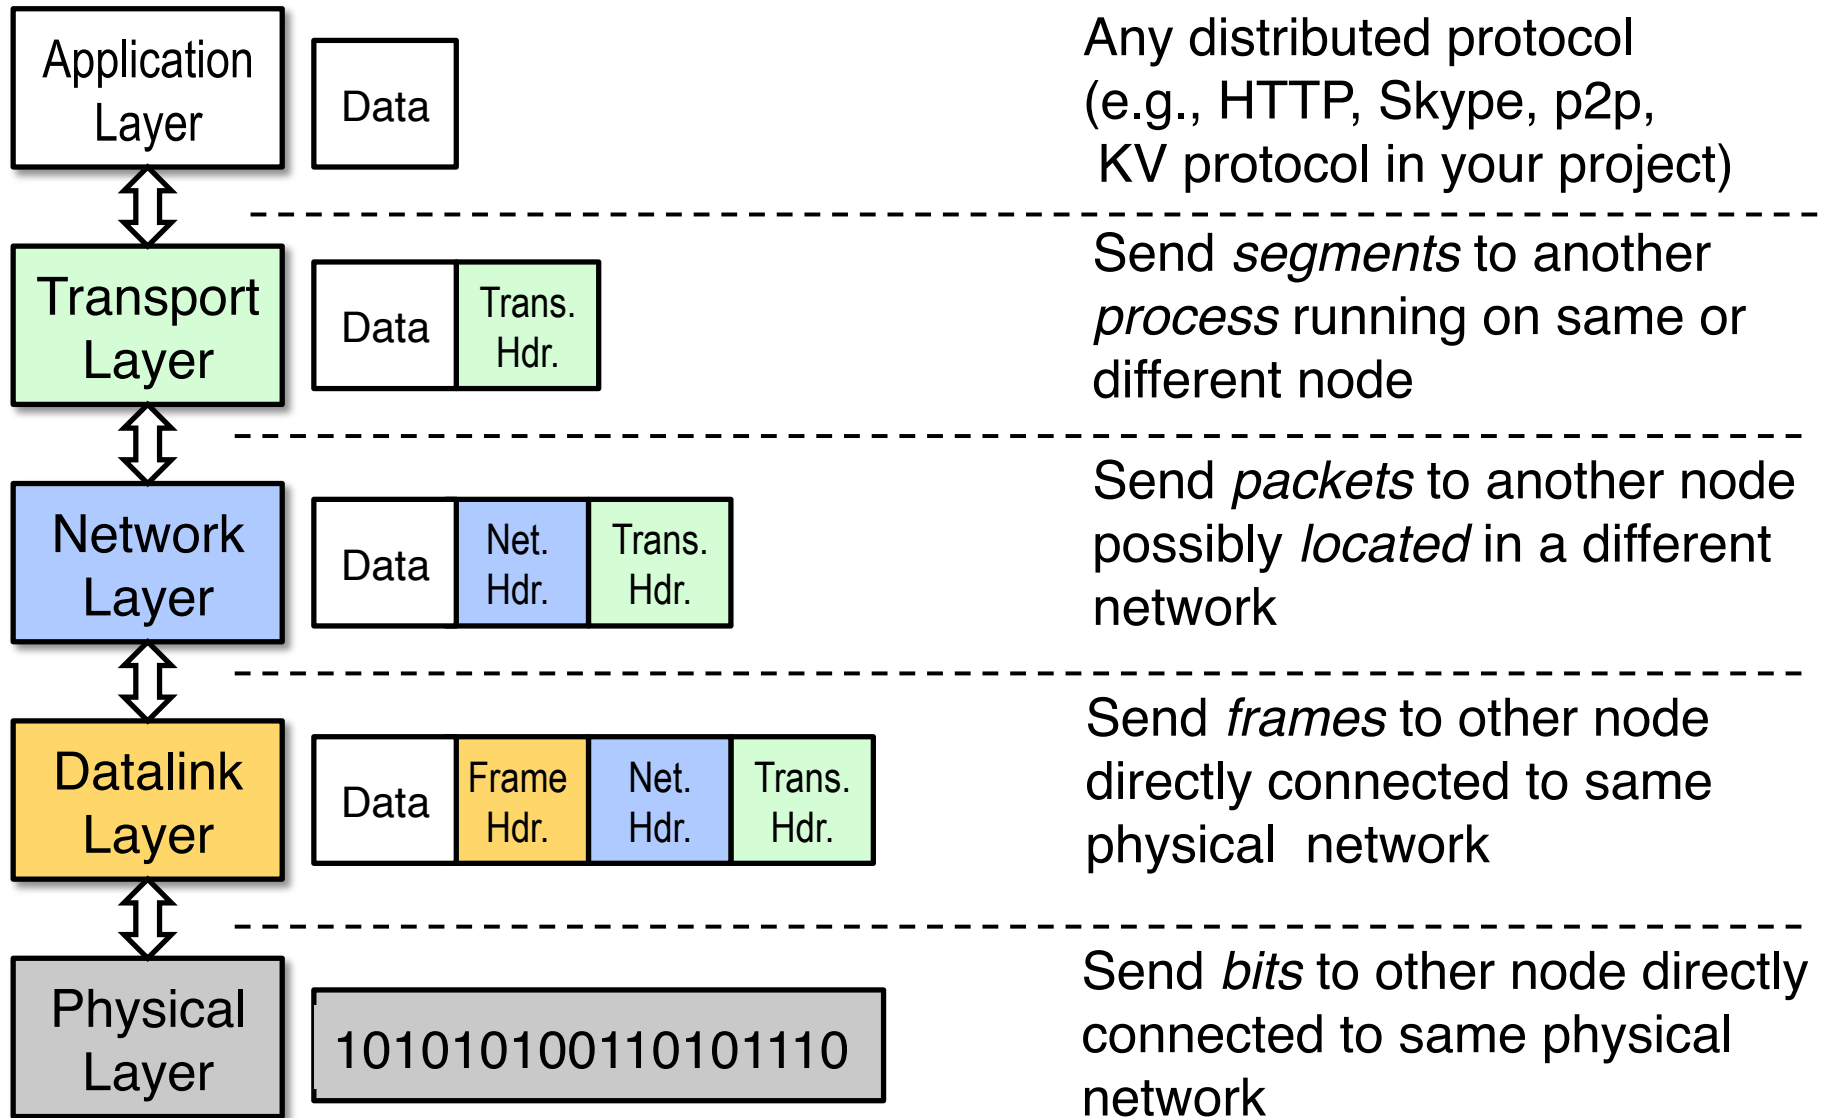 Application
Layer
Data
Any distributed protocol
(e.g., HTTP, Skype, p2p,
KV protocol in your project)
Transport
Layer
Data
Trans.
Hdr.
Send segments to another
process running on same or
different node
Network
Layer
Data
Net.
Hdr.
Trans.
Hdr.
Send packets to another node
possibly located in a different
network
Datalink
Layer
Data
Frame
Hdr.
Net.
Hdr.
Trans.
Hdr.
Send frames to other node
directly connected to same
physical network
Physical
Layer
101010100110101110
Send bits to other node directly
connected to same physical
network